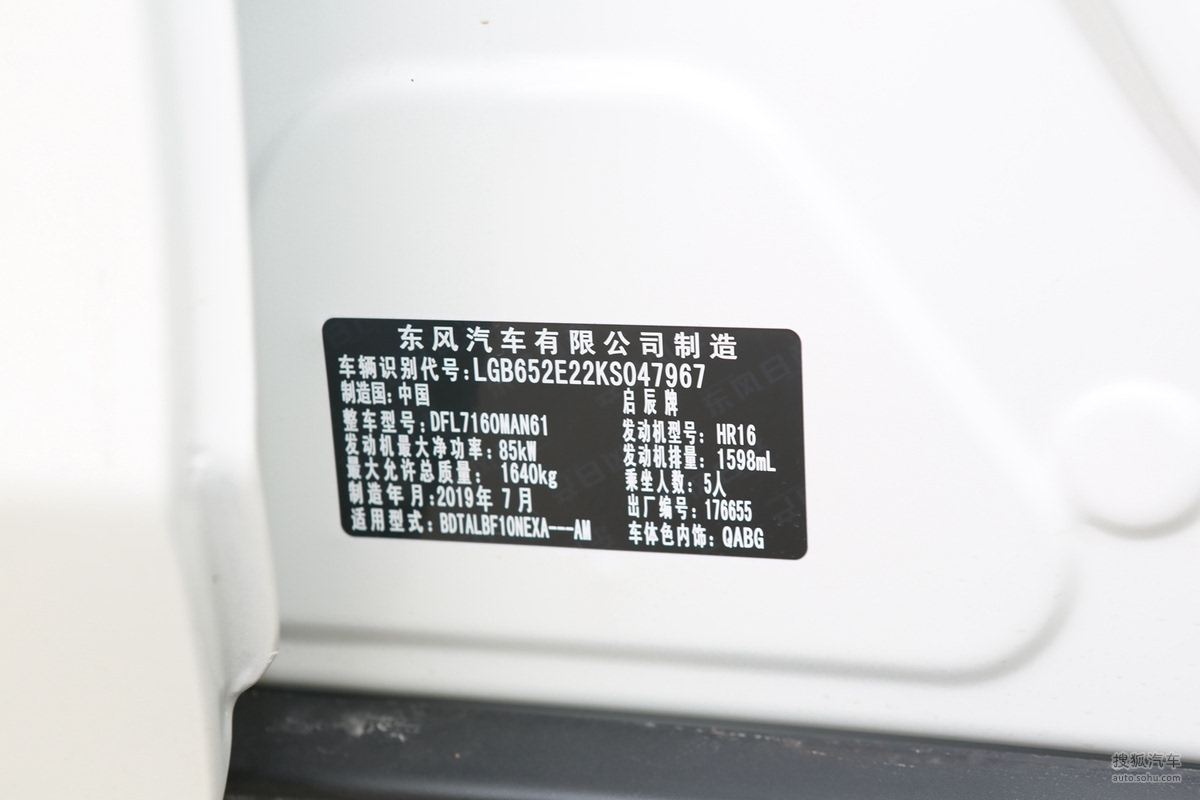 东风汽车有限公司制造
车辆识别代号:LGB652E22KS047967
制造国:中国 启辰牌
整车型号:DFL7160MAN61 发动机型号:HR16
发动机最大净功率:85kW 发动机排量:1598mL
最大允许总质量:1640kg 乘坐人数:5人
制造年月:2019年7月 出厂编号:176655
适用型式:BDTALBF10NEXA---AM 车体色内饰:QABG
搜狐汽车
auto.sohu.com